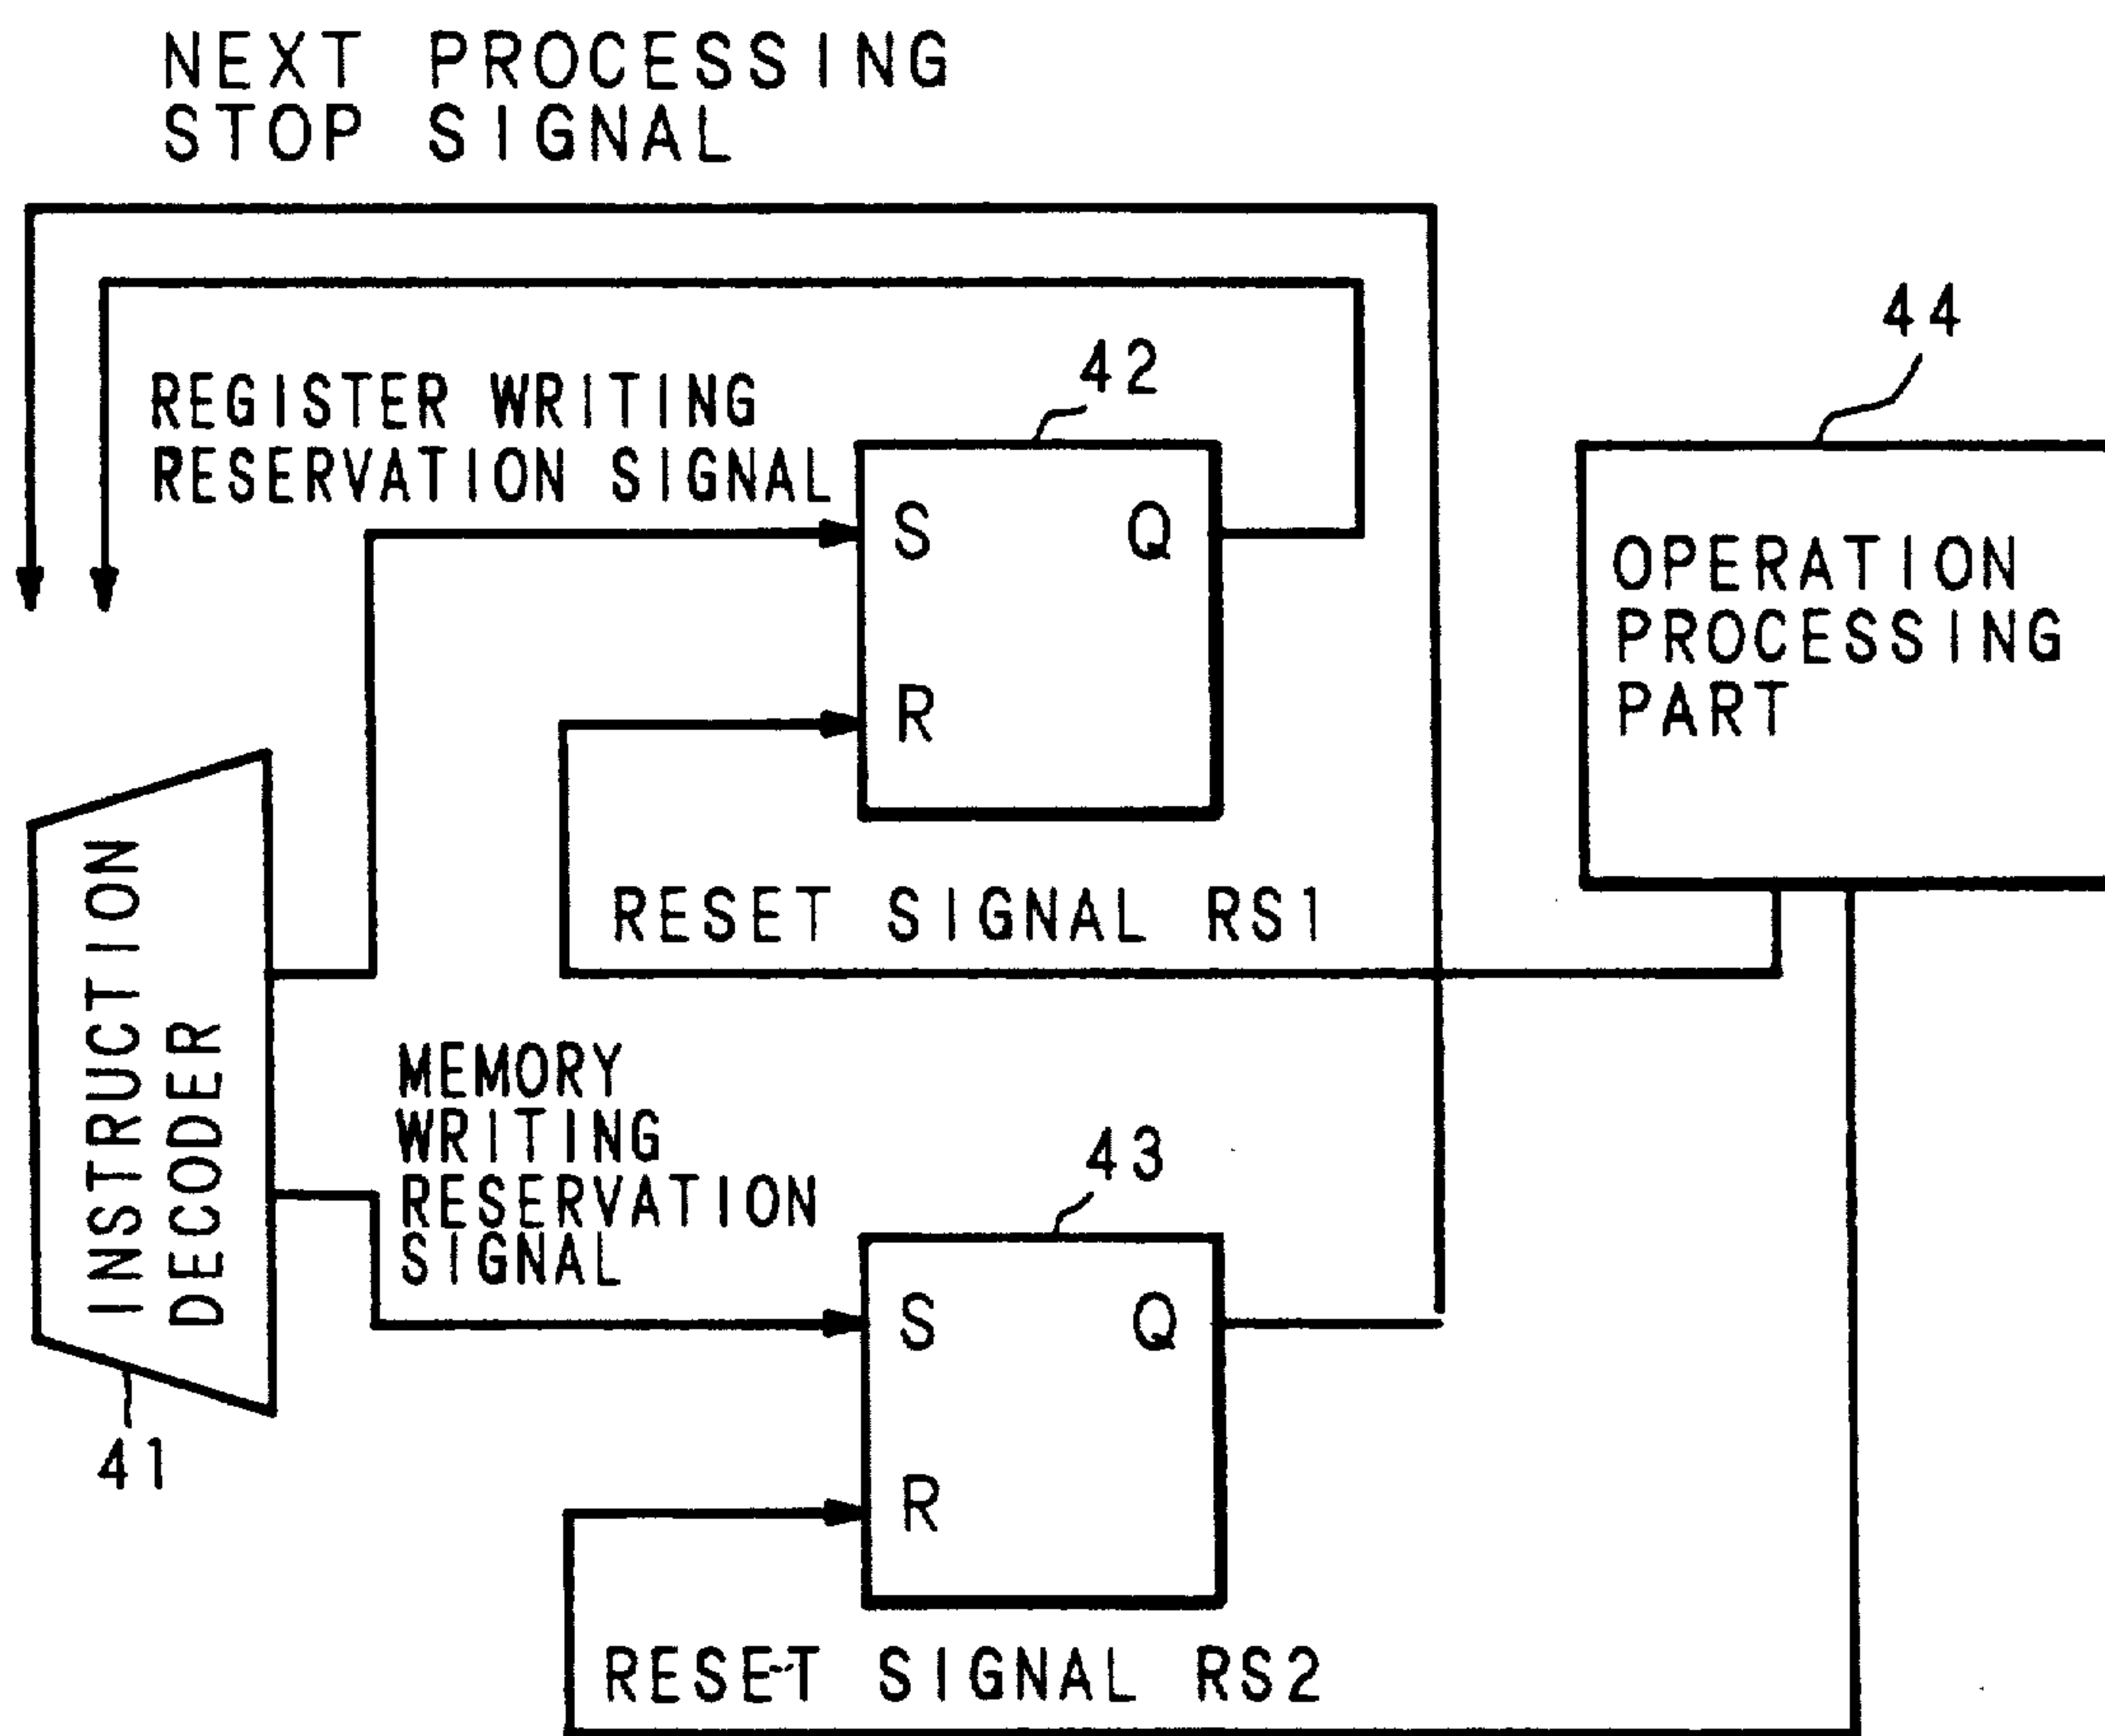 NEXT PROCESSING
STOP SIGNAL
44
42
REGISTER WRITING
RESERVATION SIGNAL
S Q
R
OPERATION
PROCESSING
PART
RESET SIGNAL RS1
INSTRUCTION
DECODER
41
MEMORY
WRITING
RESERVATION
SIGNAL
43
S Q
R
RESET SIGNAL RS2